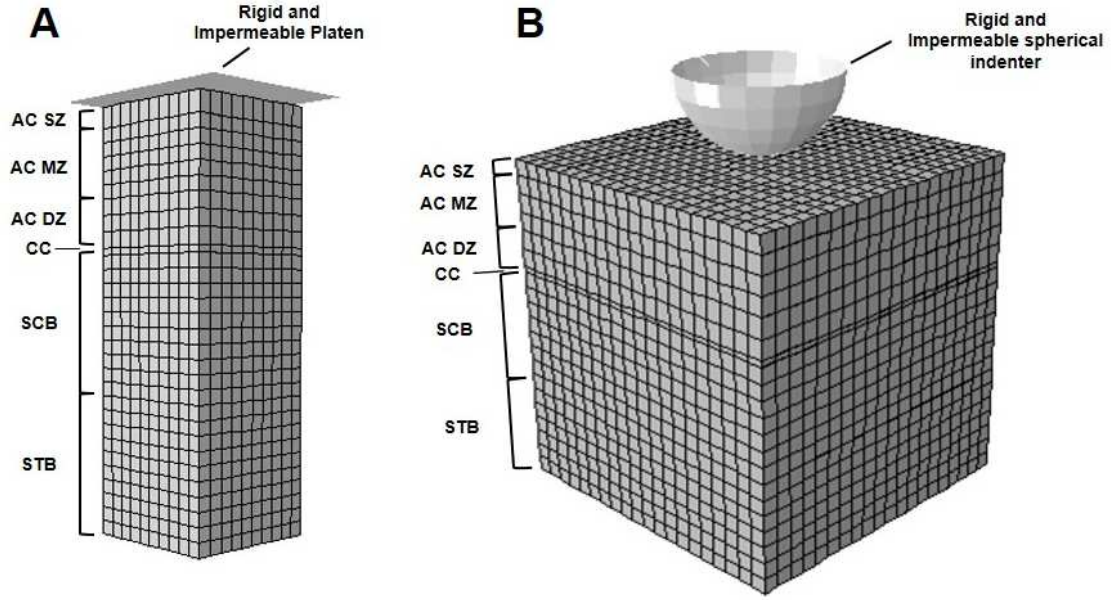 A
Rigid and
Impermeable Platen
AC SZ
AC MZ
AC DZ
CC
SCB
STB
B
Rigid and
Impermeable spherical
indenter
AC SZ
AC MZ
AC DZ
CC
SCB
STB